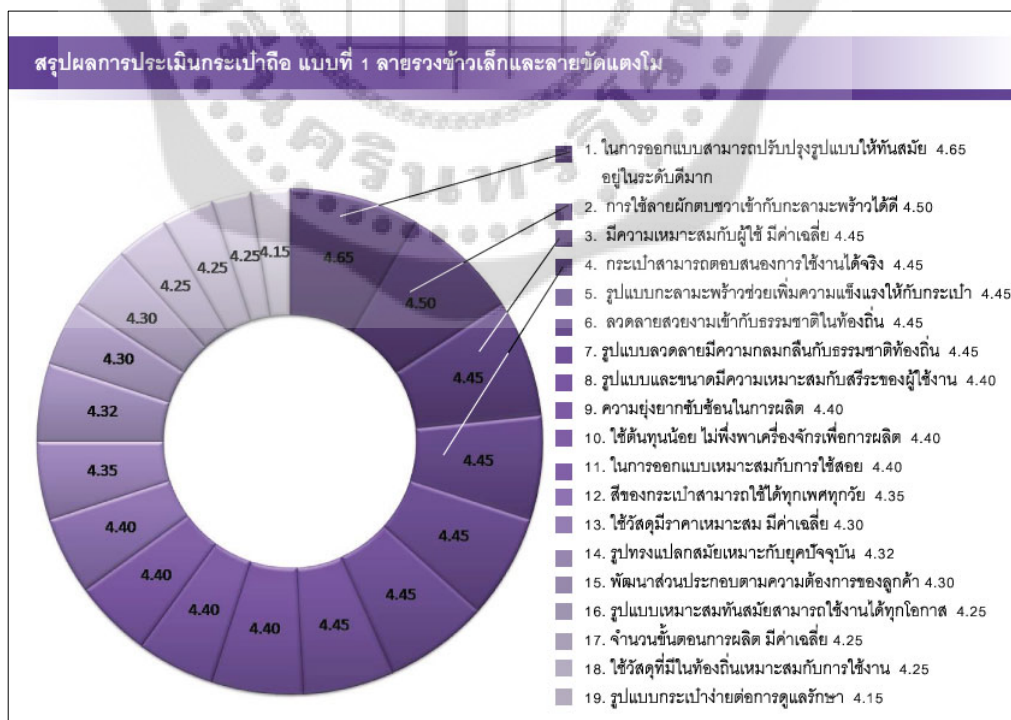 สรุปผลการประเมินกระเป๋าถือ แบบที่ 1 ลายรวงข้าวเล็กและลายขัดแตงโม
นครินทรวิโรฒ
1. ในการออกแบบสามารถปรับปรุงรูปแบบให้ทันสมัย 4.65
อยู่ในระดับดีมาก
2. การใช้ลายผักตบชวาเข้ากับกะลามะพร้าวได้ดี 4.50
3. มีความเหมาะสมกับผู้ใช้ มีค่าเฉลี่ย 4.45
4. กระเป๋าสามารถตอบสนองการใช้งานได้จริง 4.45
5. รูปแบบกะลามะพร้าวช่วยเพิ่มความแข็งแรงให้กับกระเป๋า 4.45
6. ลวดลายสวยงามเข้ากับธรรมชาติในท้องถิ่น 4.45
7. รูปแบบลวดลายมีความกลมกลืนกับธรรมชาติท้องถิ่น 4.45
8. รูปแบบและขนาดมีความเหมาะสมกับสรีระของผู้ใช้งาน 4.40
9. ความยุ่งยากซับซ้อนในการผลิต 4.40
10. ใช้ต้นทุนน้อย ไม่พึ่งพาเครื่องจักรเพื่อการผลิต 4.40
11. ในการออกแบบเหมาะสมกับการใช้สอย 4.40
12. สีของกระเป๋าสามารถใช้ได้ทุกเพศทุกวัย 4.35
13. ใช้วัสดุมีราคาเหมาะสม มีค่าเฉลี่ย 4.30
14. รูปทรงแปลกสมัยเหมาะกับยุคปัจจุบัน 4.32
15. พัฒนาส่วนประกอบตามความต้องการของลูกค้า 4.30
16. รูปแบบเหมาะสมทันสมัยสามารถใช้งานได้ทุกโอกาส 4.25
17. จำนวนขั้นตอนการผลิต มีค่าเฉลี่ย 4.25
18. ใช้วัสดุที่มีในท้องถิ่นเหมาะสมกับการใช้งาน 4.25
19. รูปแบบกระเป๋าง่ายต่อการดูแลรักษา 4.15
4.65
4.50
4.45
4.45
4.45
4.45
4.45
4.40
4.40
4.40
4.40
4.35
4.32
4.30
4.30
4.25
4.25
4.25
4.15